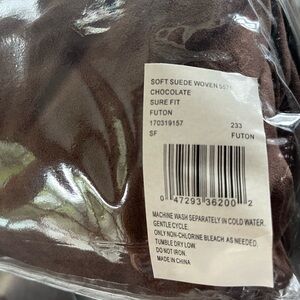 SOFT SUEDE WOVEN
CHOCOLATE
SURE FIT
FUTON
170319157 233
SF FUTON
0 47293 36200 2
MACHINE WASH SEPARATELY IN COLD WATER.
GENTLE CYCLE.
ONLY NON-CHLORINE BLEACH AS NEEDED.
TUMBLE DRY LOW.
DO NOT IRON.
MADE IN CHINA